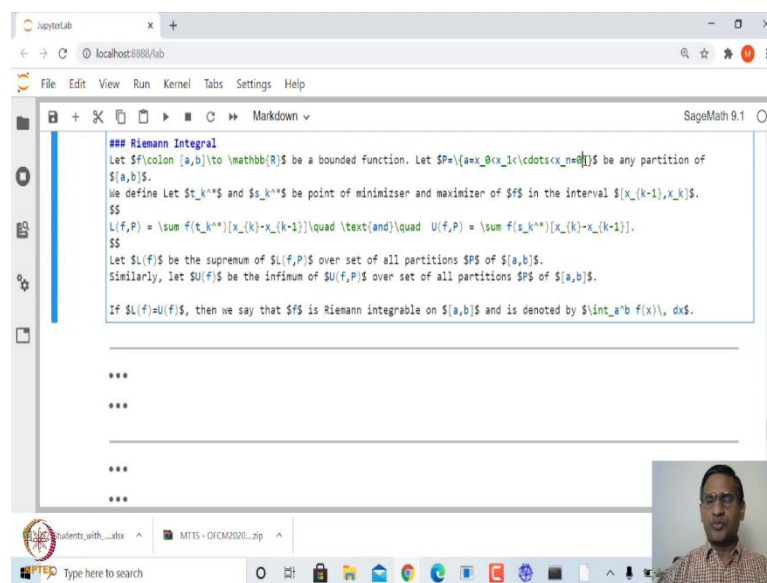 JupyterLab
localhost:8888/lab
File Edit View Run Kernel Tabs Settings Help
Markdown
SageMath 9.1
### Riemann Integral
Let $f\colon [a,b]\to \mathbb{R}$ be a bounded function. Let $P=\{a=x_0<x_1<\cdots<x_n=0{}$ be any partition of
$[a,b]$.
We define Let $t_k^*$ and $s_k^*$ be point of minimizser and maximizer of $f$ in the interval $[x_{k-1},x_k]$.
$$
L(f,P) = \sum f(t_k^*)[x_{k}-x_{k-1}]\quad \text{and}\quad U(f,P) = \sum f(s_k^*)[x_{k}-x_{k-1}].
$$
Let $L(f)$ be the supremum of $L(f,P)$ over set of all partitions $P$ of $[a,b]$.
Similarly, let $U(f)$ be the infimum of $U(f,P)$ over set of all partitions $P$ of $[a,b]$.
If $L(f)=U(f)$, then we say that $f$ is Riemann integrable on $[a,b]$ and is denoted by $\int_a^b f(x)\, dx$.
MTTS - OFCM2020....zip
Type here to search